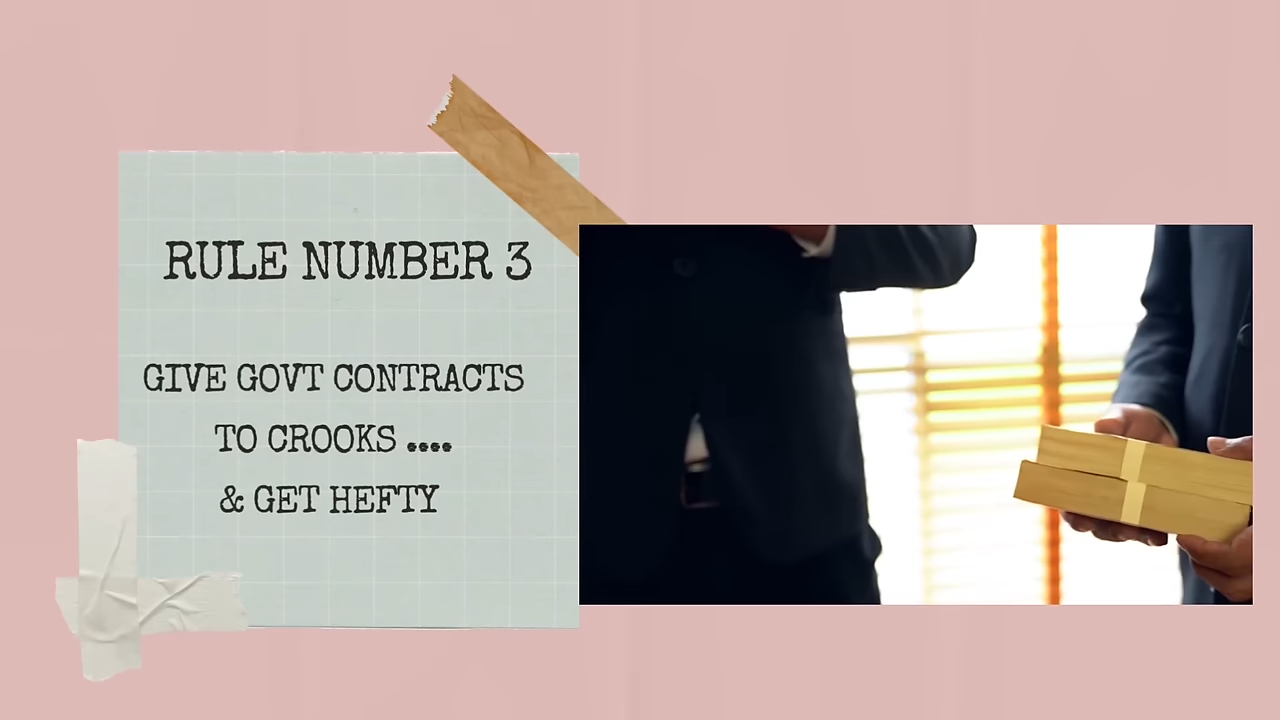 RULE NUMBER 3
GIVE GOVT CONTRACTS
TO CROOKS ....
& GET HEFTY